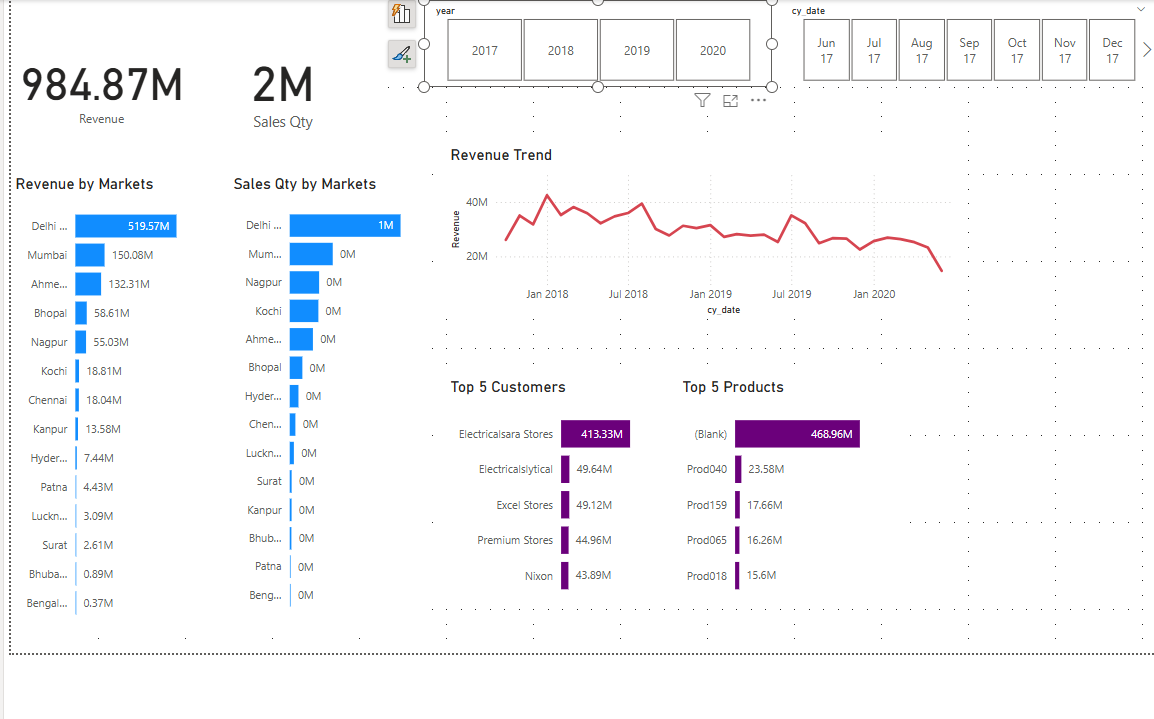 year
2017 2018 2019 2020
cy_date
Jun 17
Jul 17
Aug 17
Sep 17
Oct 17
Nov 17
Dec 17
984.87M
Revenue
2M
Sales Qty
Revenue by Markets
Delhi ... 519.57M
Mumbai 150.08M
Ahme... 132.31M
Bhopal 58.61M
Nagpur 55.03M
Kochi 18.81M
Chennai 18.04M
Kanpur 13.58M
Hyder... 7.44M
Patna 4.43M
Luckn... 3.09M
Surat 2.61M
Bhuba... 0.89M
Bengal... 0.37M
Sales Qty by Markets
Delhi ... 1M
Mum... 0M
Nagpur 0M
Kochi 0M
Ahme... 0M
Bhopal 0M
Hyder... 0M
Chen... 0M
Luckn... 0M
Surat 0M
Kanpur 0M
Bhub... 0M
Patna 0M
Beng... 0M
Revenue Trend
Revenue
40M
20M
Jan 2018 Jul 2018 Jan 2019 Jul 2019 Jan 2020
cy_date
Top 5 Customers
Electricalsara Stores 413.33M
Electricalslytical 49.64M
Excel Stores 49.12M
Premium Stores 44.96M
Nixon 43.89M
Top 5 Products
(Blank) 468.96M
Prod040 23.58M
Prod159 17.66M
Prod065 16.26M
Prod018 15.6M